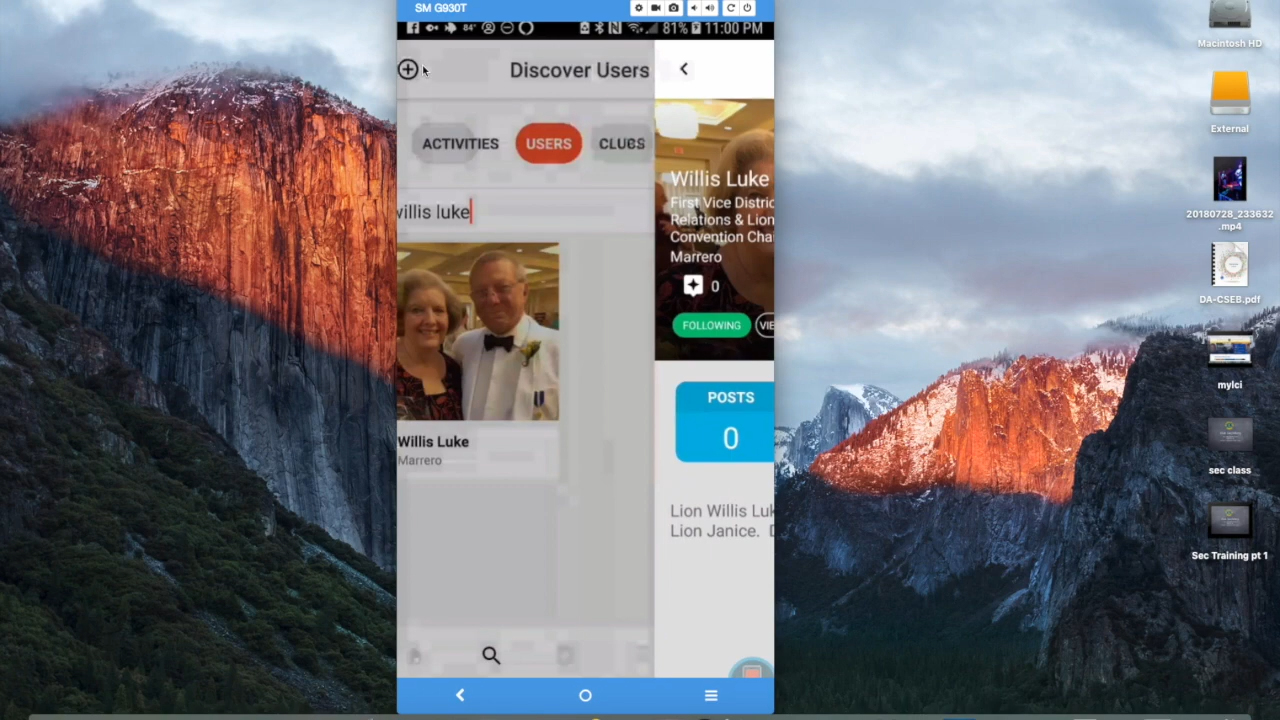 SM G930T
84° 81% 11:00 PM
Discover Users
ACTIVITIES USERS CLUBS
willis luke
Willis Luke
Marrero
Willis Luke
First Vice Distric
Relations & Lion
Convention Cha
Marrero
0
FOLLOWING VIE
POSTS
0
Lion Willis Luk
Lion Janice. D
Macintosh HD
External
20180728_233632
.mp4
DA-CSEB.pdf
mylci
sec class
Sec Training pt 1